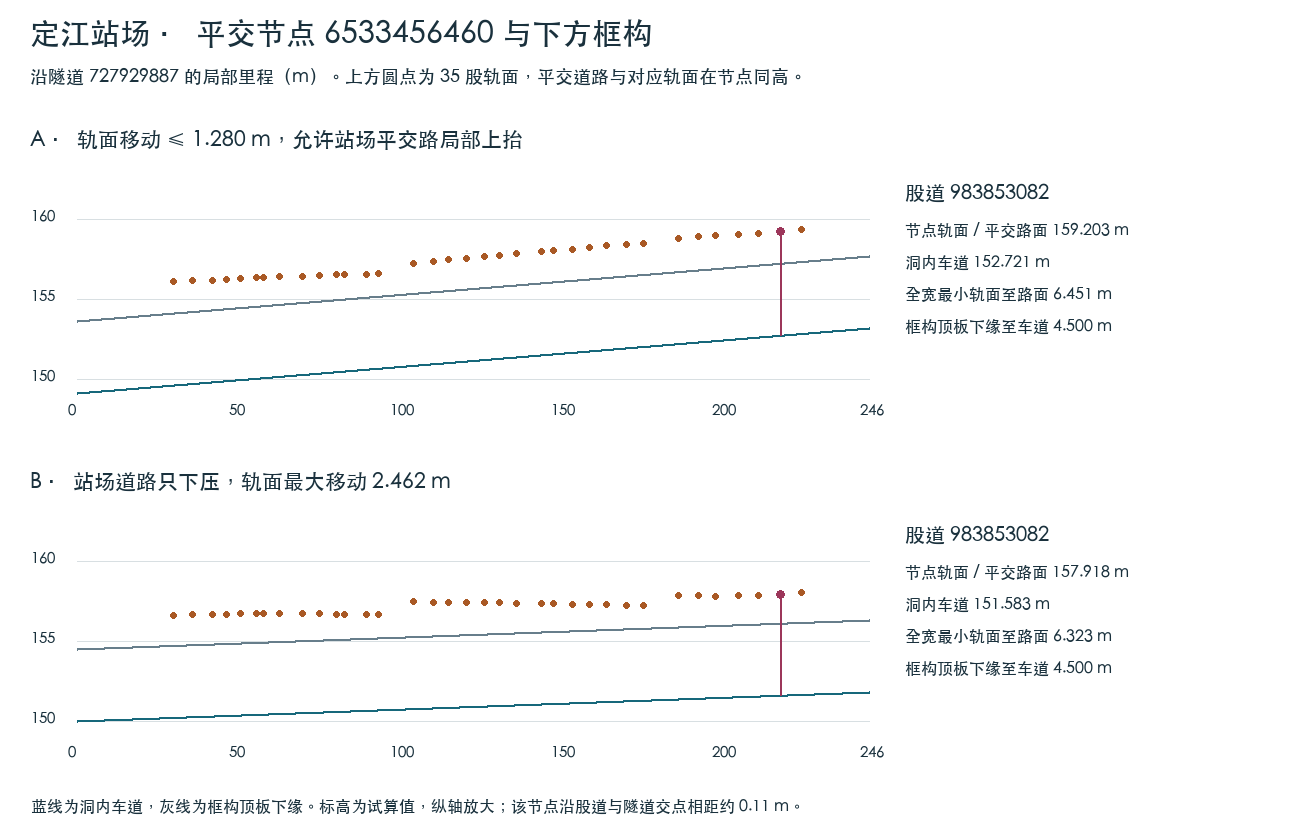 定江站场 · 平交节点 6533456460 与下方框构
沿隧道 727929887 的局部里程（m）。上方圆点为 35 股轨面，平交道路与对应轨面在节点同高。
A · 轨面移动 ≤ 1.280 m，允许站场平交路局部上抬
160
155
150
0 50 100 150 200 246
股道 983853082
节点轨面 / 平交路面 159.203 m
洞内车道 152.721 m
全宽最小轨面至路面 6.451 m
框构顶板下缘至车道 4.500 m
B · 站场道路只下压，轨面最大移动 2.462 m
160
155
150
0 50 100 150 200 246
股道 983853082
节点轨面 / 平交路面 157.918 m
洞内车道 151.583 m
全宽最小轨面至路面 6.323 m
框构顶板下缘至车道 4.500 m
蓝线为洞内车道，灰线为框构顶板下缘。标高为试算值，纵轴放大；该节点沿股道与隧道交点相距约 0.11 m。